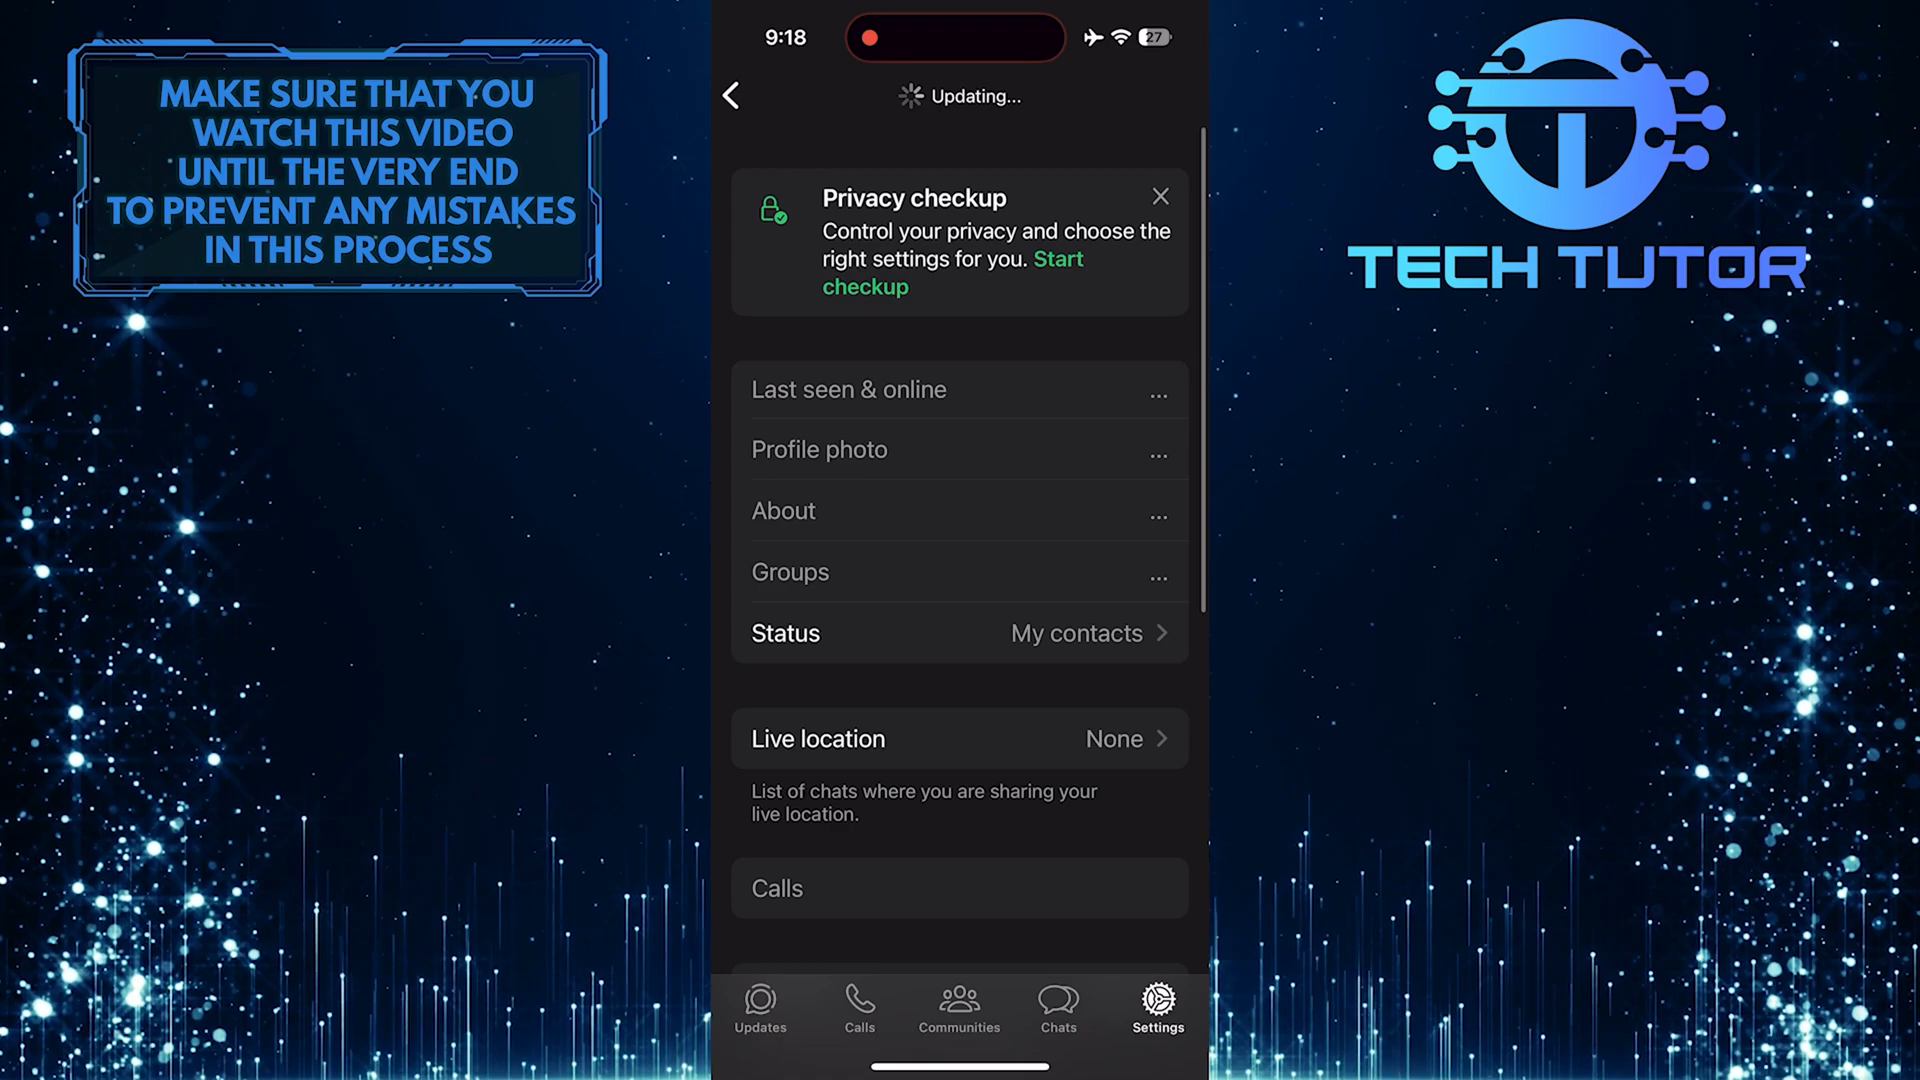 MAKE SURE THAT YOU
WATCH THIS VIDEO
UNTIL THE VERY END
TO PREVENT ANY MISTAKES
IN THIS PROCESS
9:18
27
Updating...
Privacy checkup
Control your privacy and choose the
right settings for you. Start
checkup
Last seen & online ...
Profile photo ...
About ...
Groups ...
Status My contacts
Live location None
List of chats where you are sharing your
live location.
Calls
Updates Calls Communities Chats Settings
TECH TUTOR